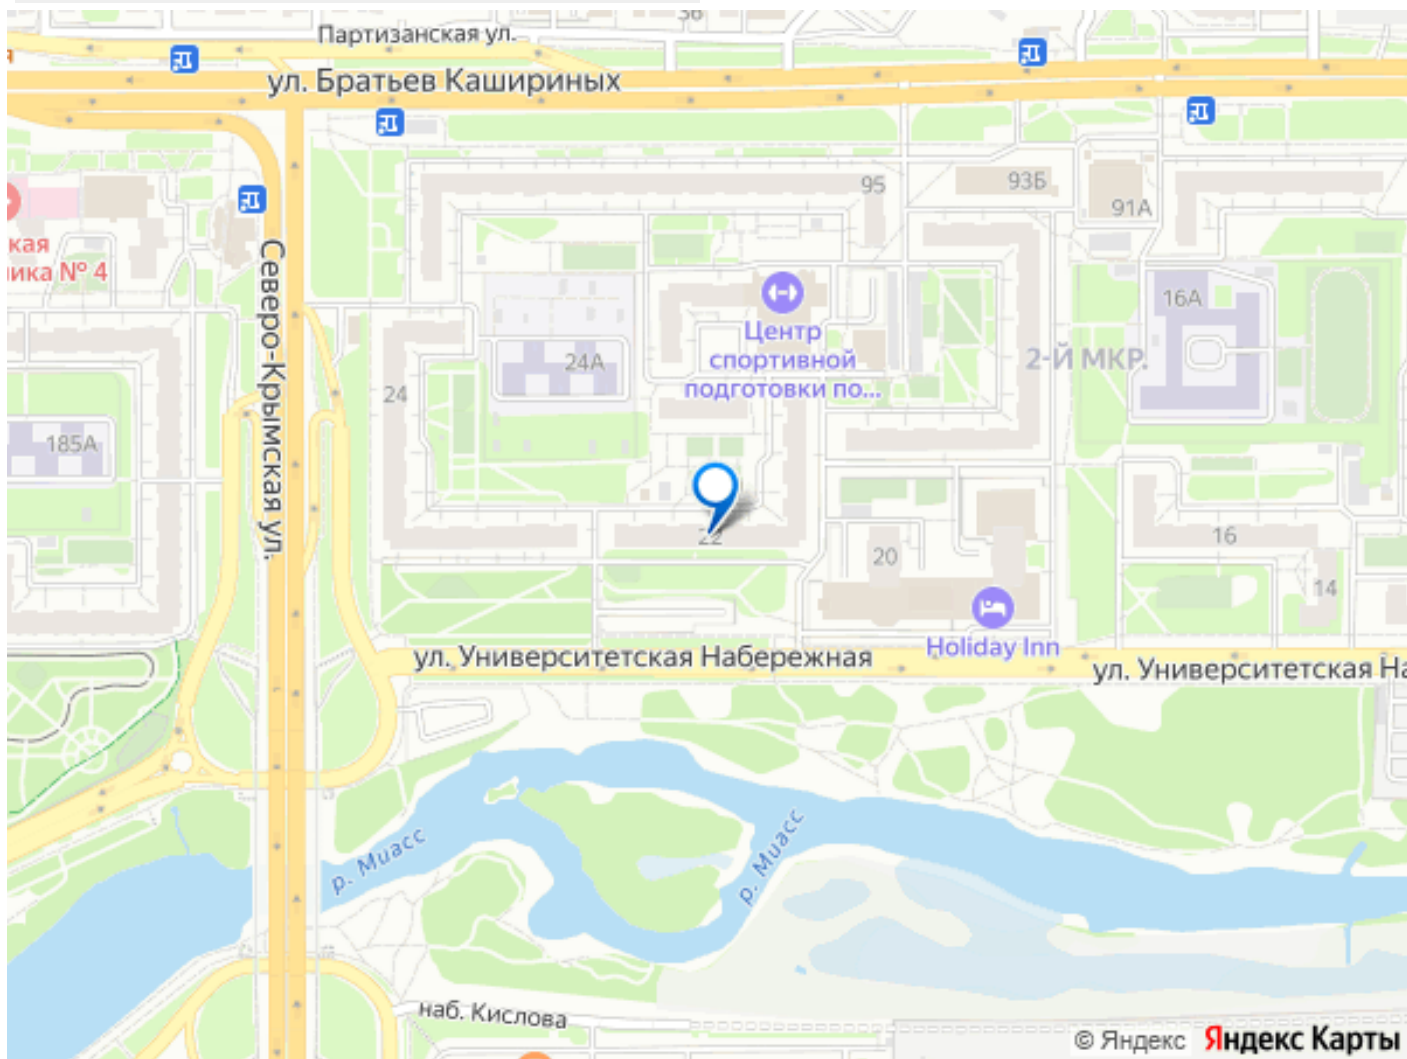 36
Партизанская ул.
ул. Братьев Кашириных
95
93Б
91А
кая
ика № 4
Северо-Крымская ул.
16А
Центр
спортивной
подготовки по...
24А
2-Й МКР.
24
185А
22
16
20
14
Holiday Inn
ул. Университетская Набережная
ул. Университетская На
р. Миасс
р. Миасс
наб. Кислова
© Яндекс Яндекс Карты